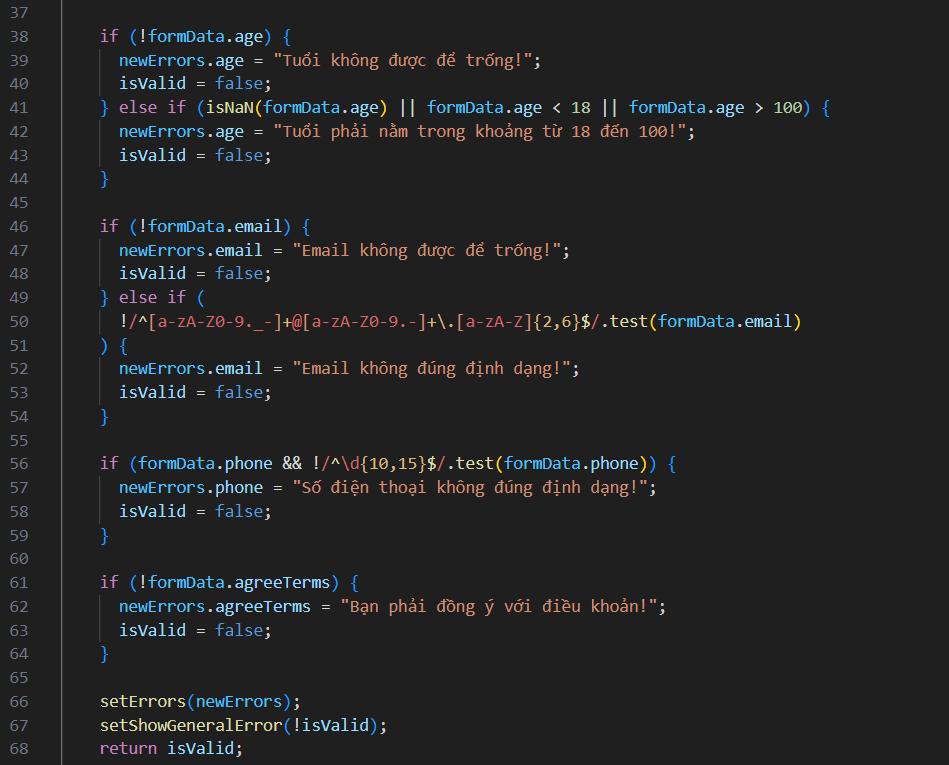 37
38 if (!formData.age) {
39 newErrors.age = "Tuổi không được để trống!";
40 isValid = false;
41 } else if (isNaN(formData.age) || formData.age < 18 || formData.age > 100) {
42 newErrors.age = "Tuổi phải nằm trong khoảng từ 18 đến 100!";
43 isValid = false;
44 }
45
46 if (!formData.email) {
47 newErrors.email = "Email không được để trống!";
48 isValid = false;
49 } else if (
50 !/^[a-zA-Z0-9._-]+@[a-zA-Z0-9.-]+\.[a-zA-Z]{2,6}$/.test(formData.email)
51 ) {
52 newErrors.email = "Email không đúng định dạng!";
53 isValid = false;
54 }
55
56 if (formData.phone && !/^\d{10,15}$/.test(formData.phone)) {
57 newErrors.phone = "Số điện thoại không đúng định dạng!";
58 isValid = false;
59 }
60
61 if (!formData.agreeTerms) {
62 newErrors.agreeTerms = "Bạn phải đồng ý với điều khoản!";
63 isValid = false;
64 }
65
66 setErrors(newErrors);
67 setShowGeneralError(!isValid);
68 return isValid;